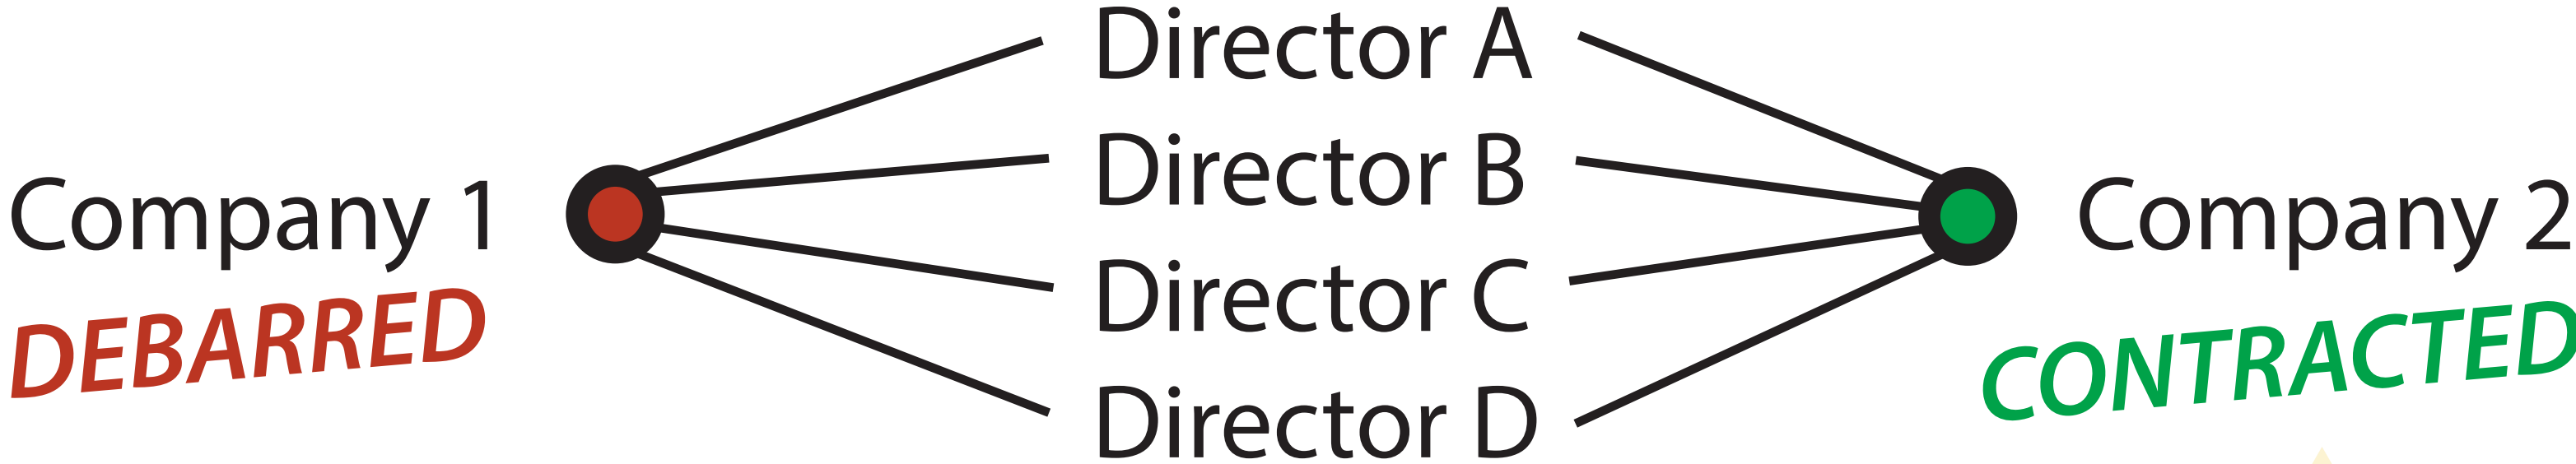 Director A
Director B
Company 1
Company 2
Director C
DEBARRED
CONTRACTED
Director D